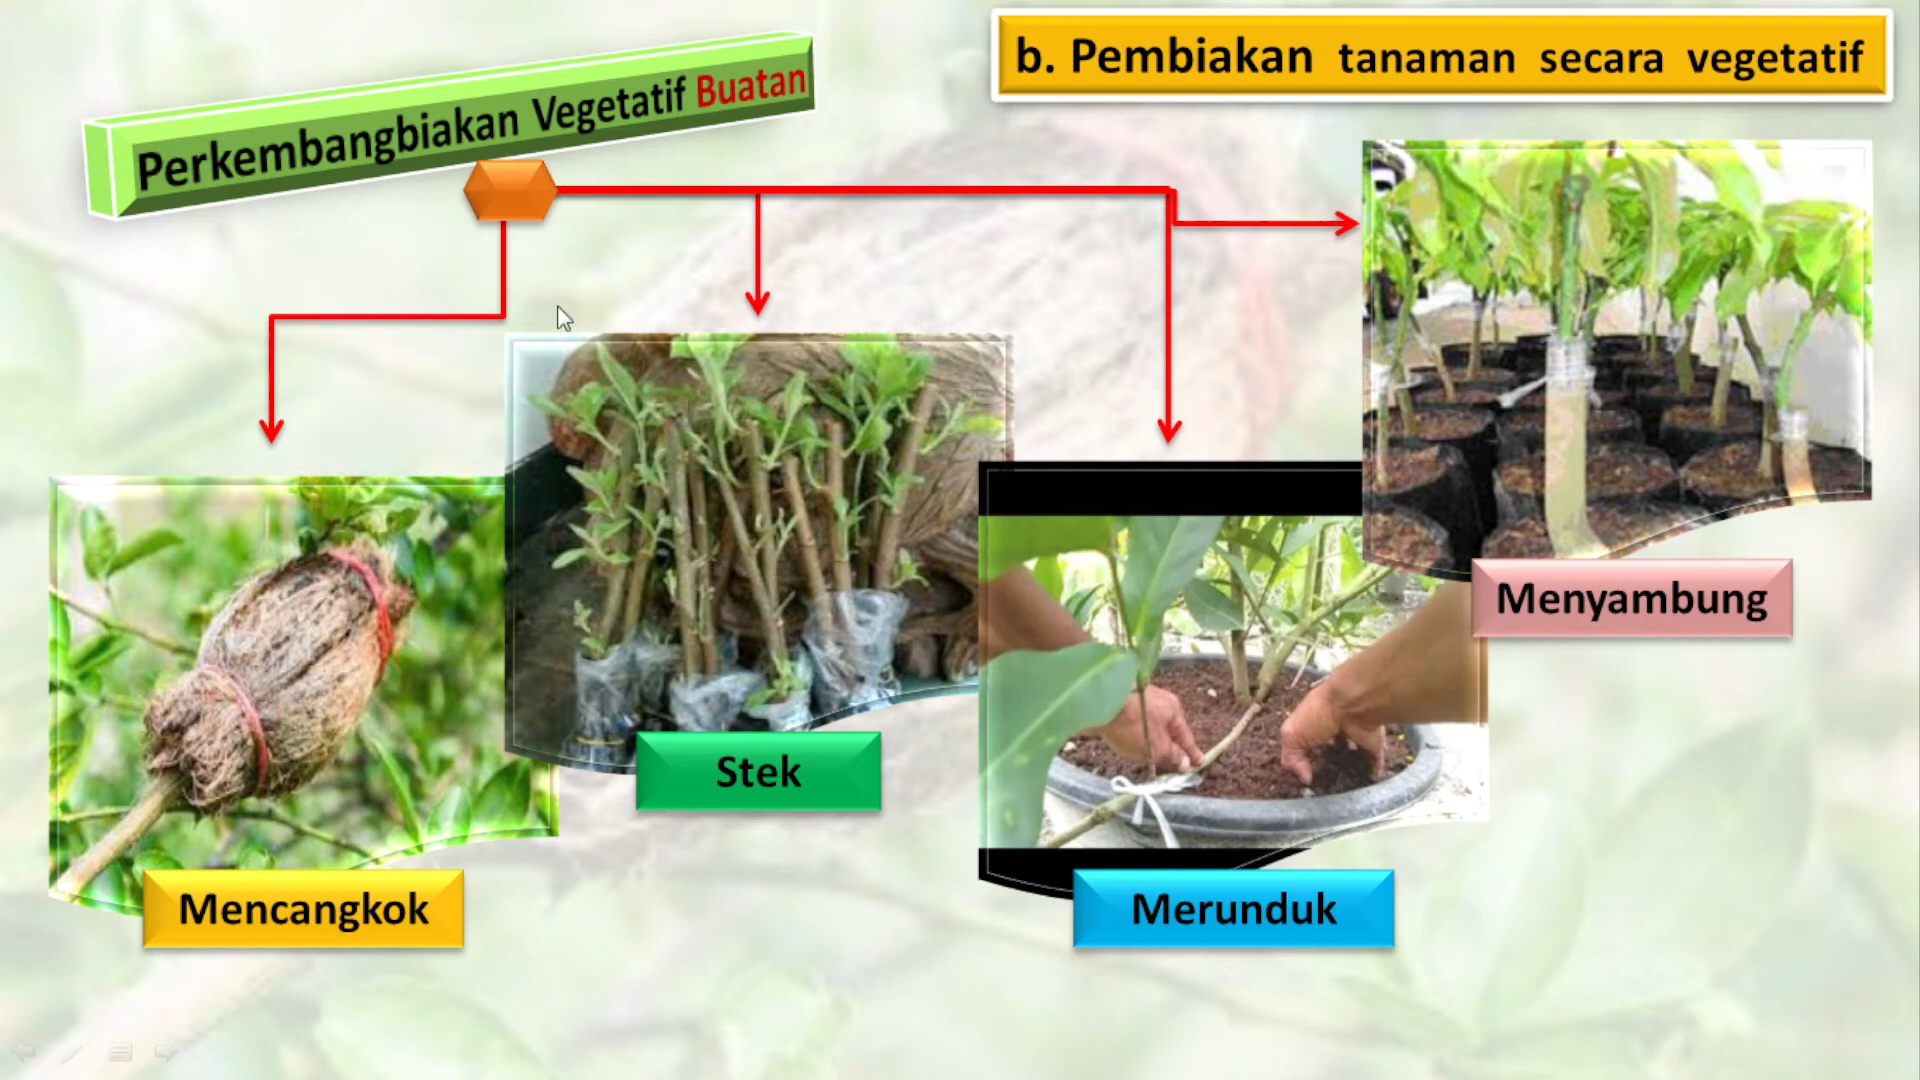 b. Pembiakan tanaman secara vegetatif
Perkembangbiakan Vegetatif Buatan
Menyambung
Stek
Mencangkok
Merunduk